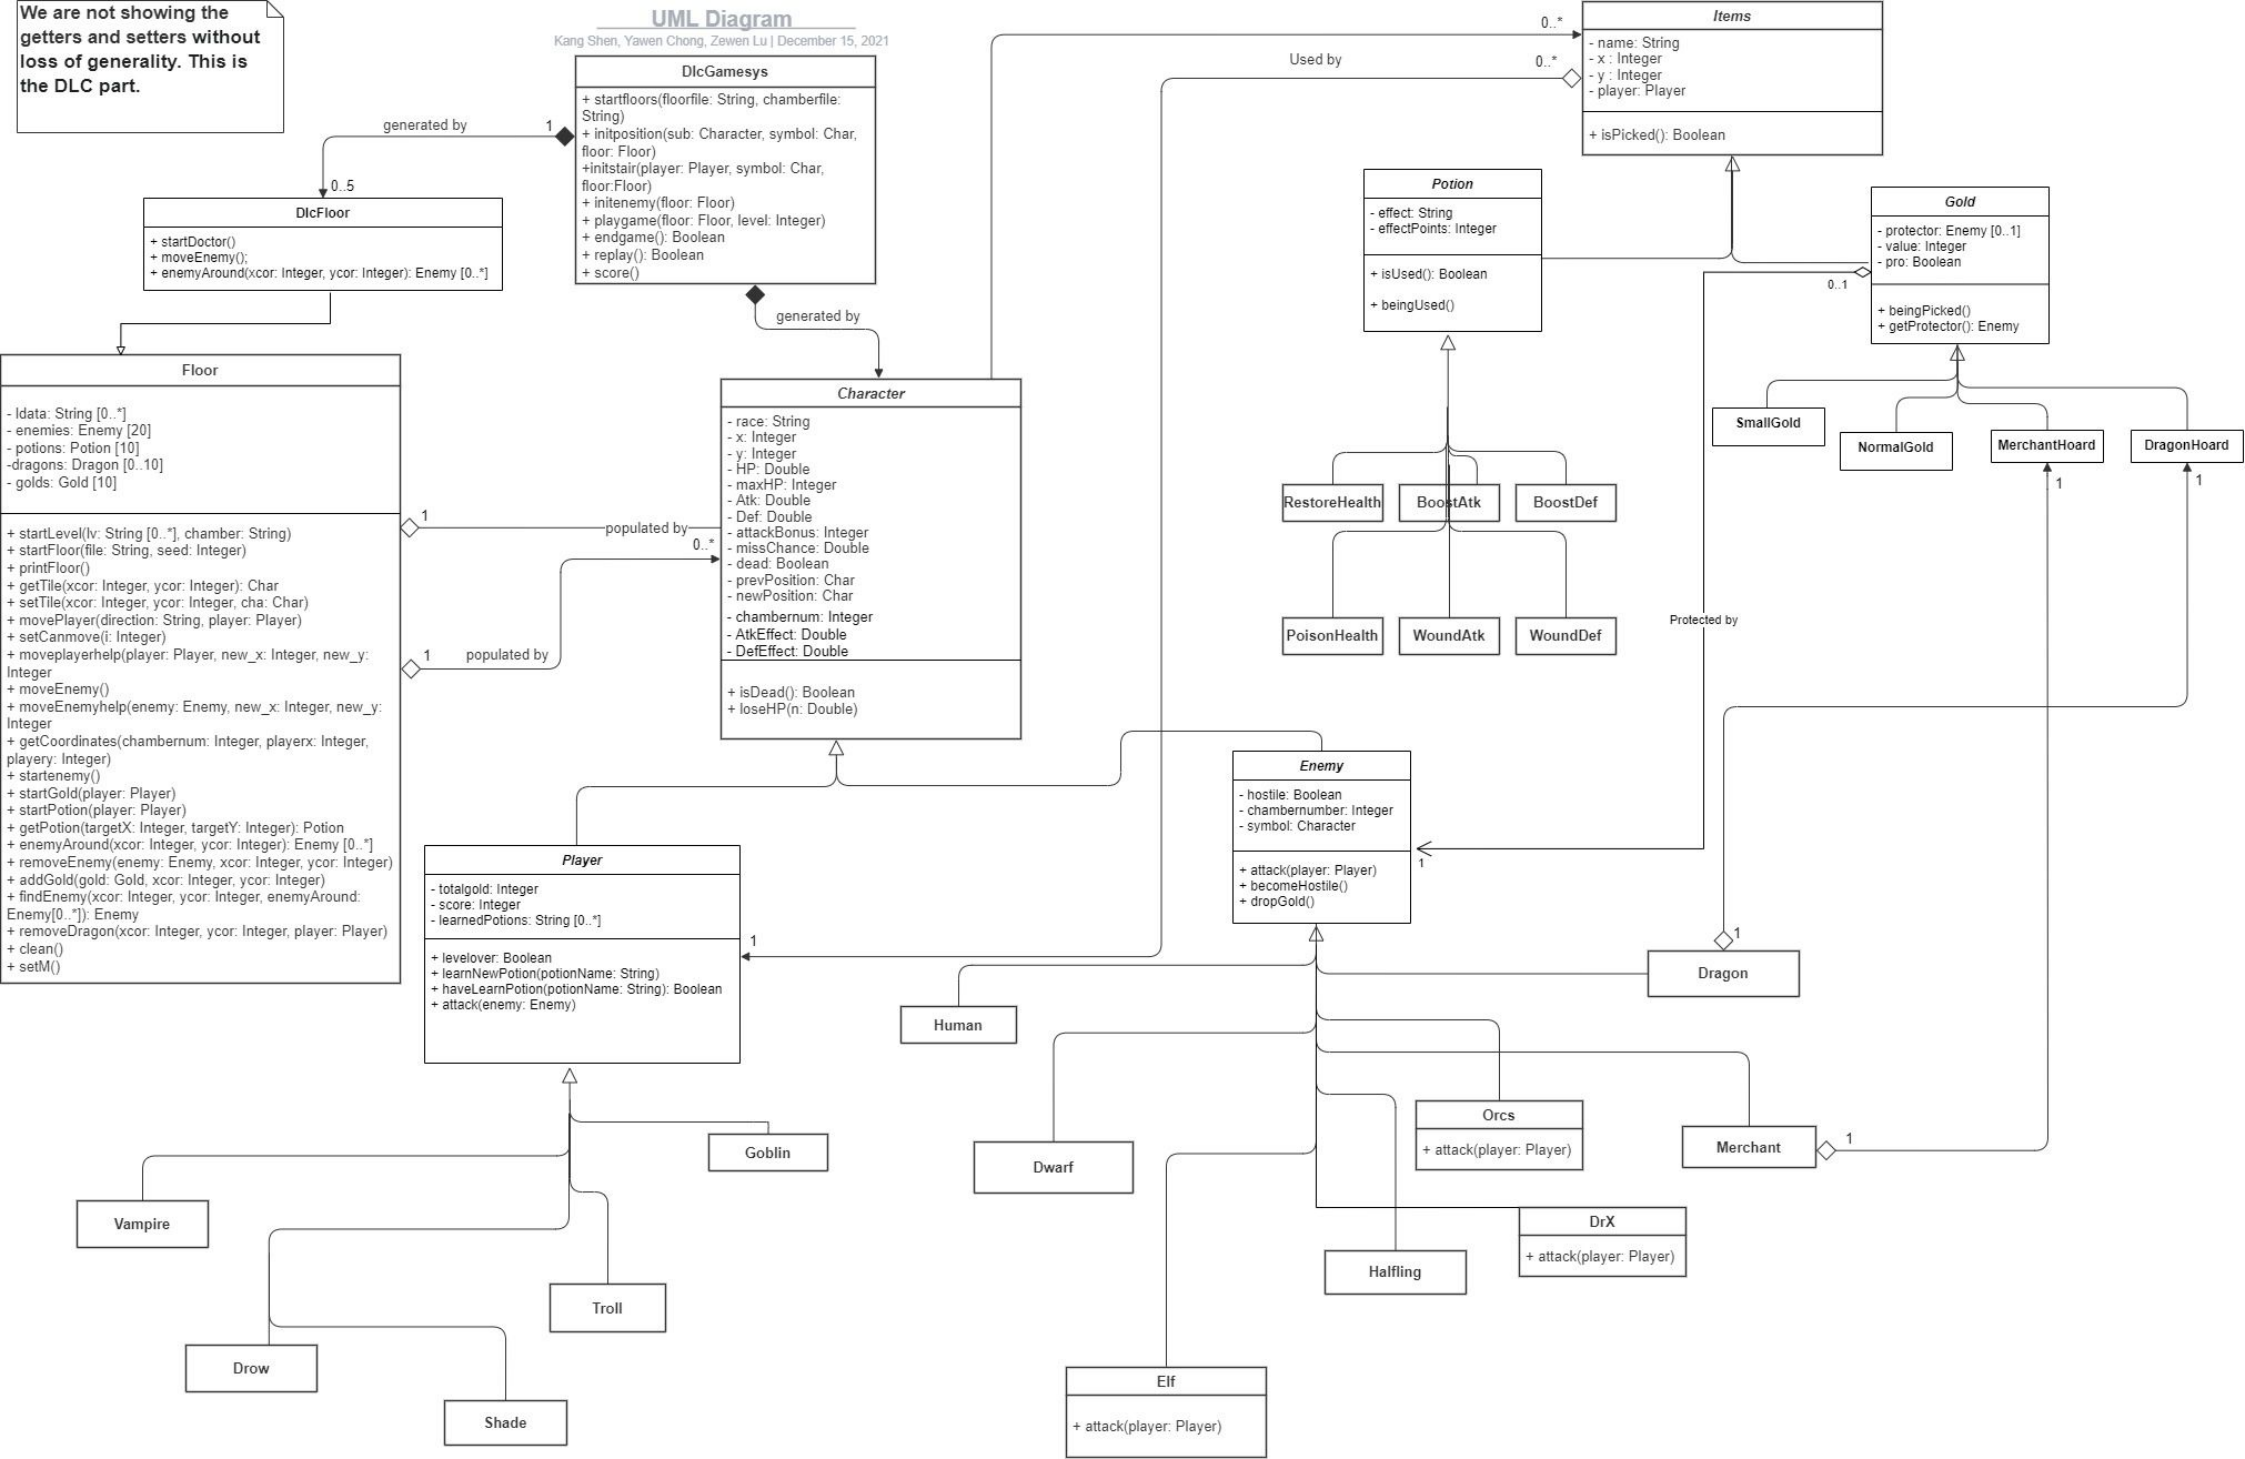 We are not showing the
getters and setters without
loss of generality. This is
the DLC part.
UML Diagram
Kang Shen, Yawen Chong, Zewen Lu | December 15, 2021
DlcGamesys
+ startfloors(floorfile: String, chamberfile:
String)
+ initposition(sub: Character, symbol: Char,
floor: Floor)
+initstair(player: Player, symbol: Char,
floor:Floor)
+ initenemy(floor: Floor)
+ playgame(floor: Floor, level: Integer)
+ endgame(): Boolean
+ replay(): Boolean
+ score()
generated by
1
0..5
DlcFloor
+ startDoctor()
+ moveEnemy();
+ enemyAround(xcor: Integer, ycor: Integer): Enemy [0..*]
generated by
Floor
- ldata: String [0..*]
- enemies: Enemy [20]
- potions: Potion [10]
-dragons: Dragon [0..10]
- golds: Gold [10]
+ startLevel(lv: String [0..*], chamber: String)
+ startFloor(file: String, seed: Integer)
+ printFloor()
+ getTile(xcor: Integer, ycor: Integer): Char
+ setTile(xcor: Integer, ycor: Integer, cha: Char)
+ movePlayer(direction: String, player: Player)
+ setCanmove(i: Integer)
+ moveplayerhelp(player: Player, new_x: Integer, new_y:
Integer
+ moveEnemy()
+ moveEnemyhelp(enemy: Enemy, new_x: Integer, new_y:
Integer
+ getCoordinates(chambernum: Integer, playerx: Integer,
playery: Integer)
+ startenemy()
+ startGold(player: Player)
+ startPotion(player: Player)
+ getPotion(targetX: Integer, targetY: Integer): Potion
+ enemyAround(xcor: Integer, ycor: Integer): Enemy [0..*]
+ removeEnemy(enemy: Enemy, xcor: Integer, ycor: Integer)
+ addGold(gold: Gold, xcor: Integer, ycor: Integer)
+ findEnemy(xcor: Integer, ycor: Integer, enemyAround:
Enemy[0..*]): Enemy
+ removeDragon(xcor: Integer, ycor: Integer, player: Player)
+ clean()
+ setM()
1
populated by
0..*
1
populated by
Character
- race: String
- x: Integer
- y: Integer
- HP: Double
- maxHP: Integer
- Atk: Double
- Def: Double
- attackBonus: Integer
- missChance: Double
- dead: Boolean
- prevPosition: Char
- newPosition: Char
- chambernum: Integer
- AtkEffect: Double
- DefEffect: Double
+ isDead(): Boolean
+ loseHP(n: Double)
0..*
Used by
0..*
Items
- name: String
- x : Integer
- y : Integer
- player: Player
+ isPicked(): Boolean
Potion
- effect: String
- effectPoints: Integer
+ isUsed(): Boolean
+ beingUsed()
Gold
- protector: Enemy [0..1]
- value: Integer
- pro: Boolean
+ beingPicked()
+ getProtector(): Enemy
0..1
SmallGold
NormalGold
MerchantHoard
DragonHoard
1
1
RestoreHealth
BoostAtk
BoostDef
PoisonHealth
WoundAtk
WoundDef
Protected by
Enemy
- hostile: Boolean
- chambernumber: Integer
- symbol: Character
+ attack(player: Player)
+ becomeHostile()
+ dropGold()
1
Player
- totalgold: Integer
- score: Integer
- learnedPotions: String [0..*]
+ levelover: Boolean
+ learnNewPotion(potionName: String)
+ haveLearnPotion(potionName: String): Boolean
+ attack(enemy: Enemy)
1
1
Dragon
Human
Dwarf
Orcs
+ attack(player: Player)
Merchant
1
DrX
+ attack(player: Player)
Halfling
Elf
+ attack(player: Player)
Goblin
Vampire
Troll
Drow
Shade